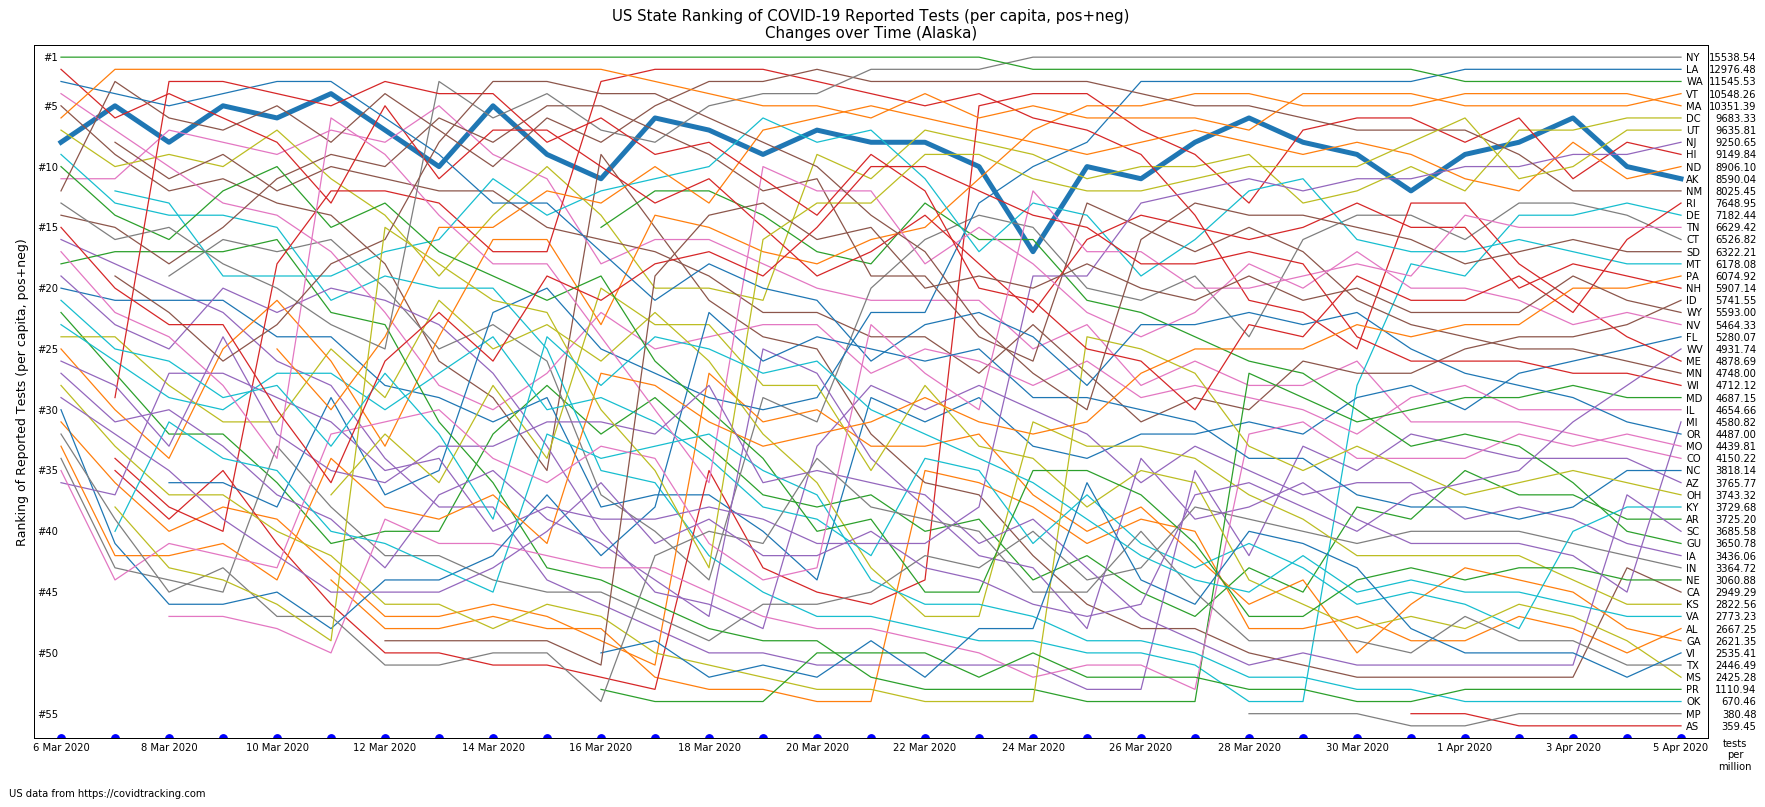 US State Ranking of COVID-19 Reported Tests (per capita, pos+neg)
Changes over Time (Alaska)
Ranking of Reported Tests (per capita, pos+neg)
#1
#5
#10
#15
#20
#25
#30
#35
#40
#45
#50
#55
NY 15538.54
LA 12976.48
WA 11545.53
VT 10548.26
MA 10351.39
DC 9683.33
UT 9635.81
NJ 9250.65
HI 9149.84
ND 8906.10
AK 8590.04
NM 8025.45
RI 7648.95
DE 7182.44
TN 6629.42
CT 6526.82
SD 6322.21
MT 6178.08
PA 6074.92
NH 5907.14
ID 5741.55
WY 5593.00
NV 5464.33
FL 5280.07
WV 4931.74
ME 4878.69
MN 4748.00
WI 4712.12
MD 4687.15
IL 4654.66
MI 4580.82
OR 4487.00
MO 4439.81
CO 4150.22
NC 3818.14
AZ 3765.77
OH 3743.32
KY 3729.68
AR 3725.20
SC 3685.58
GU 3650.78
IA 3436.06
IN 3364.72
NE 3060.88
CA 2949.29
KS 2822.56
VA 2773.23
AL 2667.25
GA 2621.35
VI 2535.41
TX 2446.49
MS 2425.28
PR 1110.94
OK 670.46
MP 380.48
AS 359.45
6 Mar 2020 8 Mar 2020 10 Mar 2020 12 Mar 2020 14 Mar 2020 16 Mar 2020 18 Mar 2020 20 Mar 2020 22 Mar 2020 24 Mar 2020 26 Mar 2020 28 Mar 2020 30 Mar 2020 1 Apr 2020 3 Apr 2020 5 Apr 2020
tests
per
million
US data from https://covidtracking.com